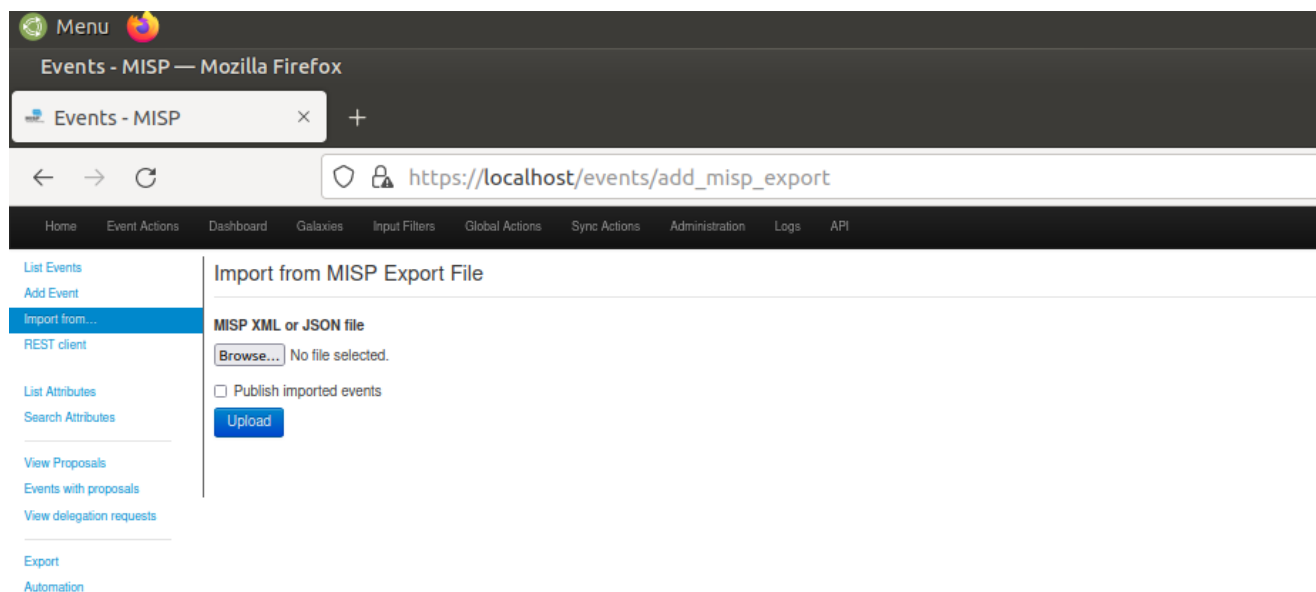 Menu
Events - MISP — Mozilla Firefox
Events - MISP × +
https://localhost/events/add_misp_export
Home Event Actions Dashboard Galaxies Input Filters Global Actions Sync Actions Administration Logs API
List Events
Add Event
Import from...
REST client
List Attributes
Search Attributes
View Proposals
Events with proposals
View delegation requests
Export
Automation
Import from MISP Export File
MISP XML or JSON file
Browse... No file selected.
Publish imported events
Upload